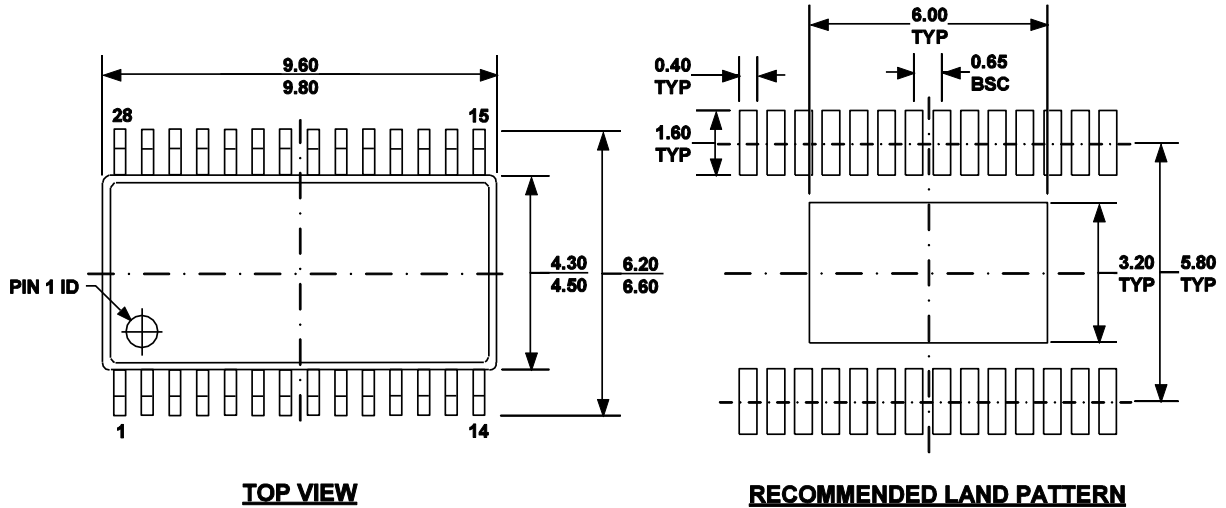 9.60
9.80
28
15
4.30
4.50
6.20
6.60
PIN 1 ID
1
14
TOP VIEW
6.00
TYP
0.40
TYP
0.65
BSC
1.60
TYP
3.20
TYP
5.80
TYP
RECOMMENDED LAND PATTERN